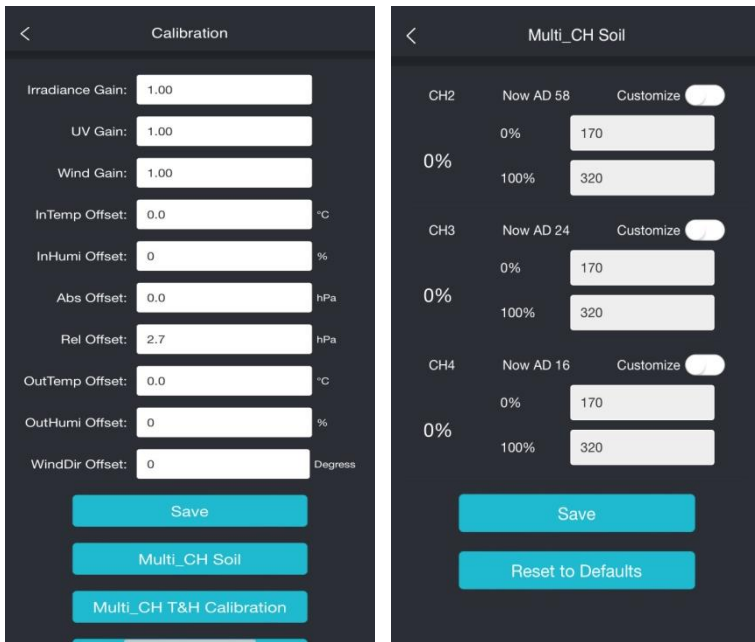 Calibration
Irradiance Gain: 1.00
UV Gain: 1.00
Wind Gain: 1.00
InTemp Offset: 0.0 °C
InHumi Offset: 0 %
Abs Offset: 0.0 hPa
Rel Offset: 2.7 hPa
OutTemp Offset: 0.0 °C
OutHumi Offset: 0 %
WindDir Offset: 0 Degress
Save
Multi_CH Soil
Multi_CH T&H Calibration
Multi_CH Soil
CH2 Now AD 58 Customize
0% 170
0%
100% 320
CH3 Now AD 24 Customize
0% 170
0%
100% 320
CH4 Now AD 16 Customize
0% 170
0%
100% 320
Save
Reset to Defaults